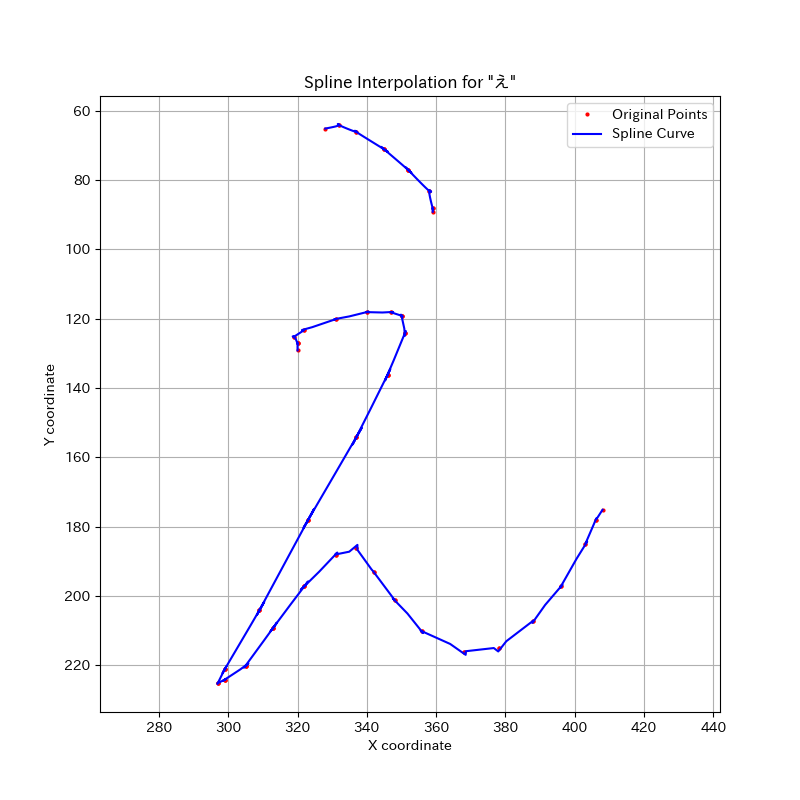 Spline Interpolation for "え"
Original Points
Spline Curve
60
80
100
120
140
160
180
200
220
Y coordinate
280 300 320 340 360 380 400 420 440
X coordinate
え